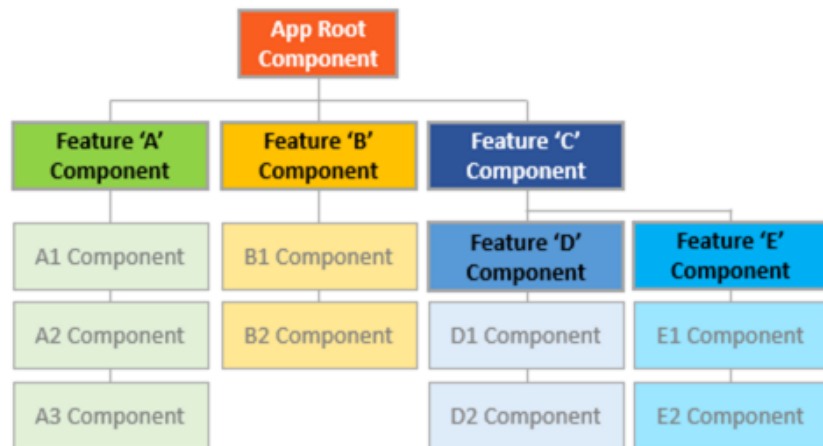 App Root
Component
Feature ‘A’
Component
Feature ‘B’
Component
Feature ‘C’
Component
A1 Component
B1 Component
Feature ‘D’
Component
Feature ‘E’
Component
A2 Component
B2 Component
D1 Component
E1 Component
A3 Component
D2 Component
E2 Component